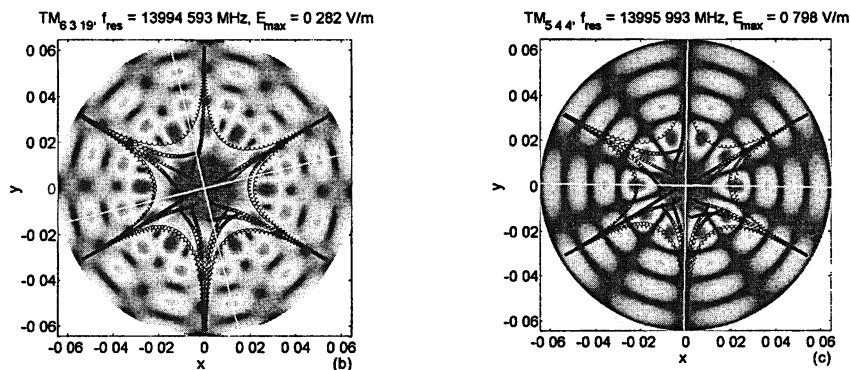 TM6 3 19, fres = 13994 593 MHz, Emax = 0 282 V/m
0 06
0 04
0 02
0
-0 02
-0 04
-0 06
y
-0 06 -0 04 -0 02 0 0 02 0 04 0 06
x
(b)
TM5 4 4, fres = 13995 993 MHz, Emax = 0 798 V/m
0 06
0 04
0 02
0
-0 02
-0 04
-0 06
y
-0 06 -0 04 -0 02 0 0 02 0 04 0 06
x
(c)